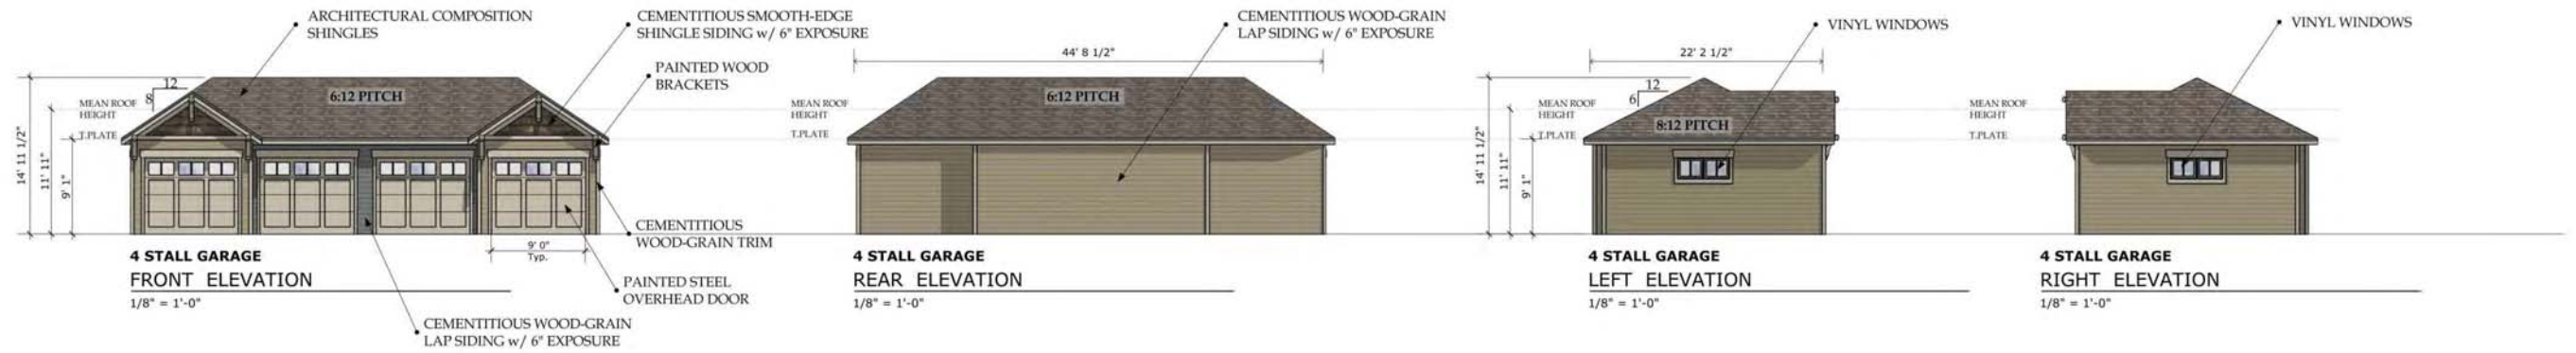 ARCHITECTURAL COMPOSITION
SHINGLES
CEMENTITIOUS SMOOTH-EDGE
SHINGLE SIDING w/ 6" EXPOSURE
PAINTED WOOD
BRACKETS
12
8
6:12 PITCH
MEAN ROOF
HEIGHT
T.PLATE
14' 11 1/2"
11' 11"
9' 1"
9' 0"
Typ.
CEMENTITIOUS
WOOD-GRAIN TRIM
PAINTED STEEL
OVERHEAD DOOR
CEMENTITIOUS WOOD-GRAIN
LAP SIDING w/ 6" EXPOSURE
4 STALL GARAGE
FRONT ELEVATION
1/8" = 1'-0"
CEMENTITIOUS WOOD-GRAIN
LAP SIDING w/ 6" EXPOSURE
44' 8 1/2"
6:12 PITCH
MEAN ROOF
HEIGHT
T.PLATE
4 STALL GARAGE
REAR ELEVATION
1/8" = 1'-0"
VINYL WINDOWS
22' 2 1/2"
12
6
MEAN ROOF
HEIGHT
T.PLATE
8:12 PITCH
14' 11 1/2"
11' 11"
9' 1"
4 STALL GARAGE
LEFT ELEVATION
1/8" = 1'-0"
VINYL WINDOWS
MEAN ROOF
HEIGHT
T.PLATE
4 STALL GARAGE
RIGHT ELEVATION
1/8" = 1'-0"